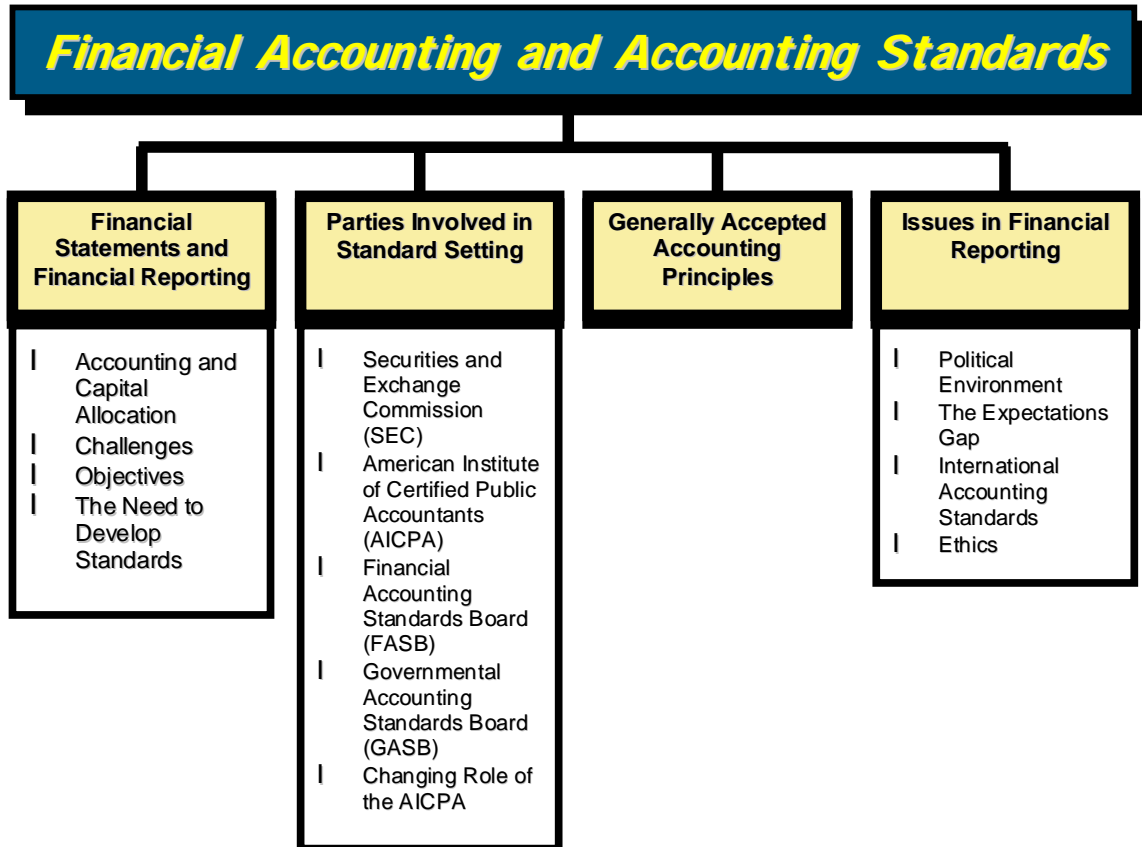 Financial Accounting and Accounting Standards
Financial
Statements and
Financial Reporting
l Accounting and
Capital
Allocation
l Challenges
l Objectives
l The Need to
Develop
Standards
Parties Involved in
Standard Setting
l Securities and
Exchange
Commission
(SEC)
l American Institute
of Certified Public
Accountants
(AICPA)
l Financial
Accounting
Standards Board
(FASB)
l Governmental
Accounting
Standards Board
(GASB)
l Changing Role of
the AICPA
Generally Accepted
Accounting
Principles
Issues in Financial
Reporting
l Political
Environment
l The Expectations
Gap
l International
Accounting
Standards
l Ethics